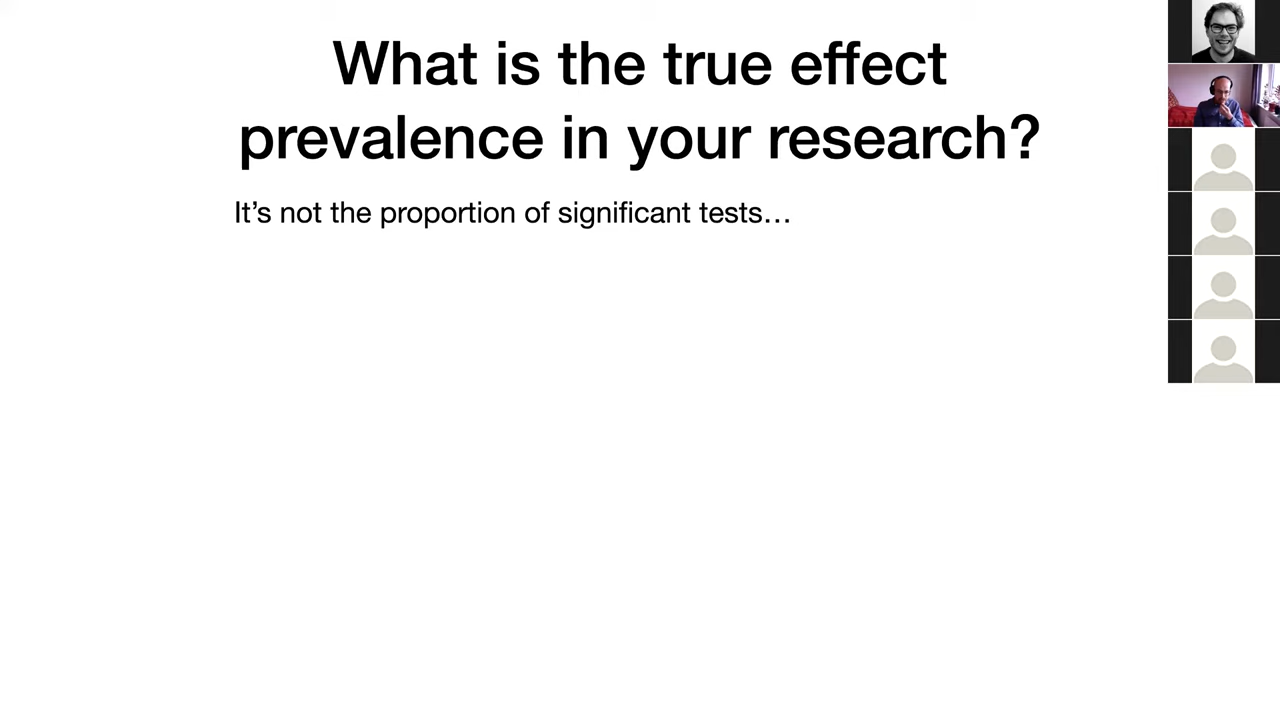 What is the true effect
prevalence in your research?
It’s not the proportion of significant tests…